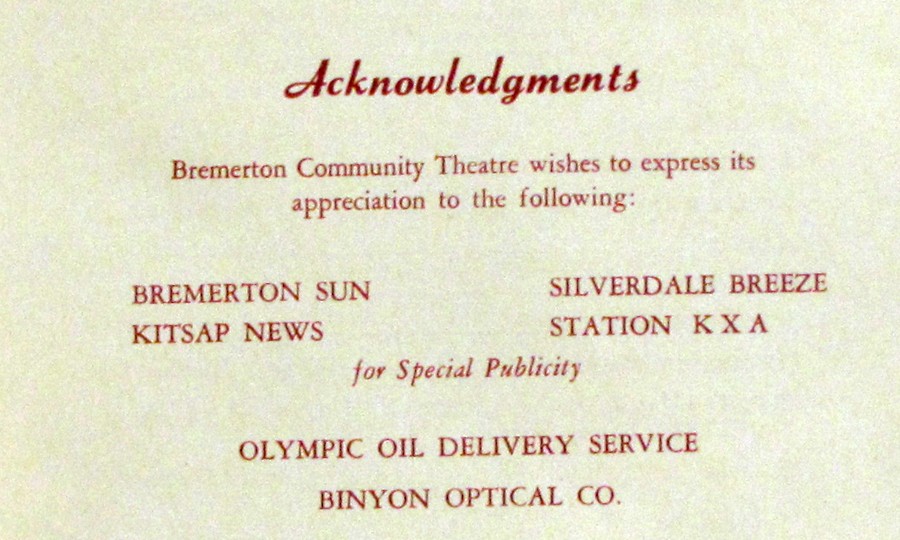 Acknowledgments
Bremerton Community Theatre wishes to express its
appreciation to the following:
BREMERTON SUN SILVERDALE BREEZE
KITSAP NEWS STATION K X A
for Special Publicity
OLYMPIC OIL DELIVERY SERVICE
BINYON OPTICAL CO.